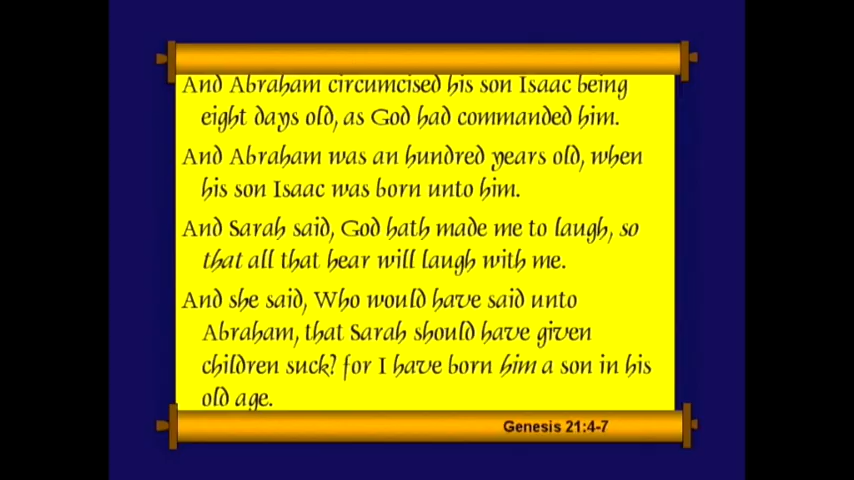 And Abraham circumcised his son Isaac being
eight days old, as God had commanded him.
And Abraham was an hundred years old, when
his son Isaac was born unto him.
And Sarah said, God hath made me to laugh, so
that all that hear will laugh with me.
And she said, Who would have said unto
Abraham, that Sarah should have given
children suck? for I have born him a son in his
old age.
Genesis 21:4-7